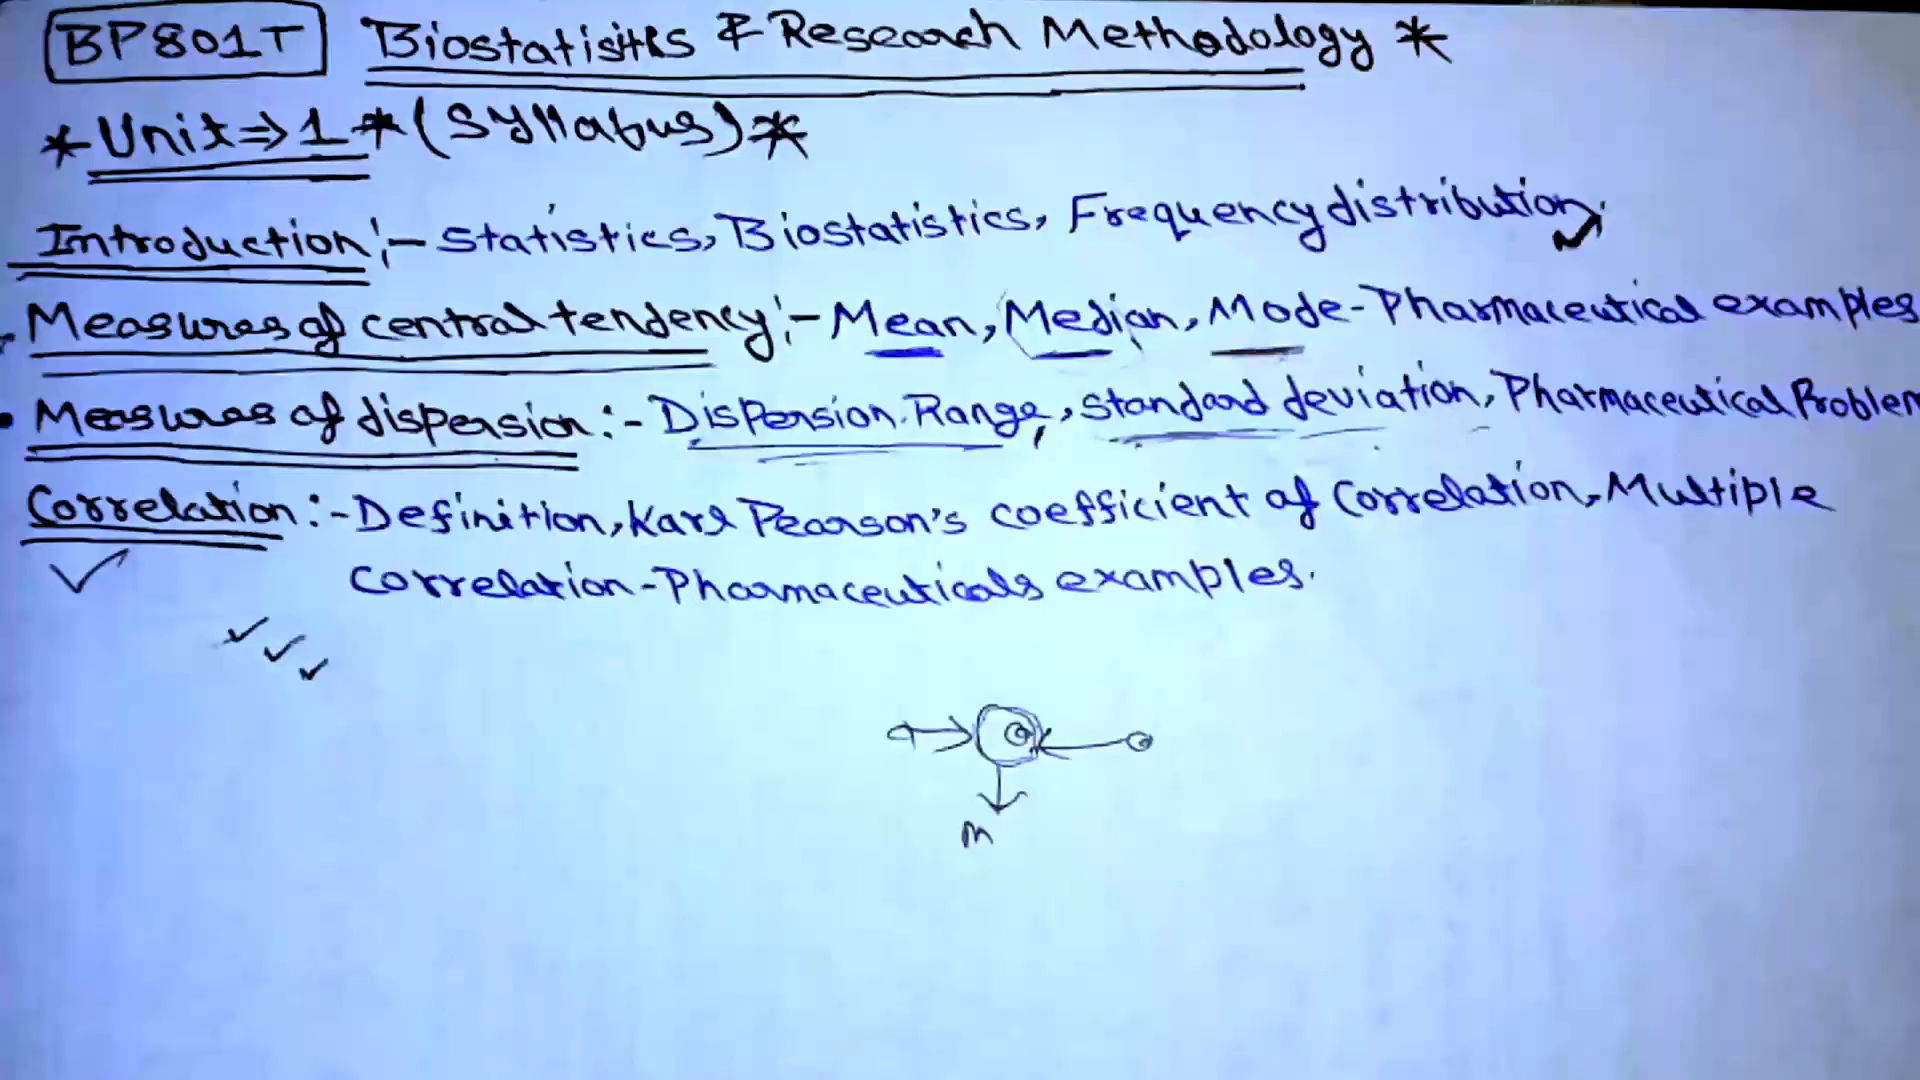 BP801T Biostatisitcs & Research Methodology *
* Unit ⇒ 1 * (Syllabus) *
Introduction :- Statistics, Biostatistics, Frequency distribution.
Measures of central tendency :- Mean, Median, Mode - Pharmaceutical examples
• Measures of dispersion :- Dispersion, Range, standard deviation, Pharmaceutical Problem
Correlation :- Definition, Karl Pearson's coefficient of Correlation, Multiple
Correlation - Pharmaceuticals examples.
m